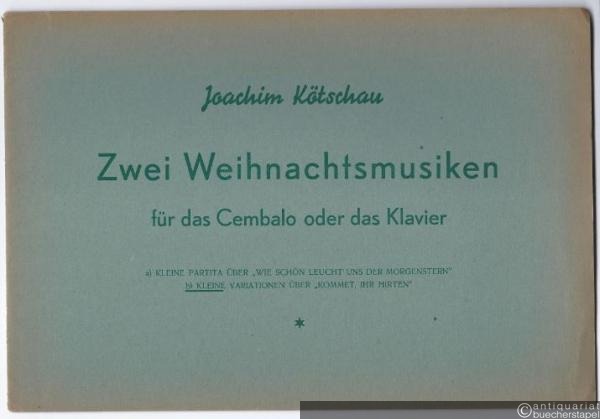 Joachim Kötschau
Zwei Weihnachtsmusiken
für das Cembalo oder das Klavier
a) KLEINE PARTITA ÜBER „WIE SCHÖN LEUCHT UNS DER MORGENSTERN"
b) KLEINE VARIATIONEN ÜBER „KOMMET, IHR HIRTEN"
©antiquariat
buecherstapel